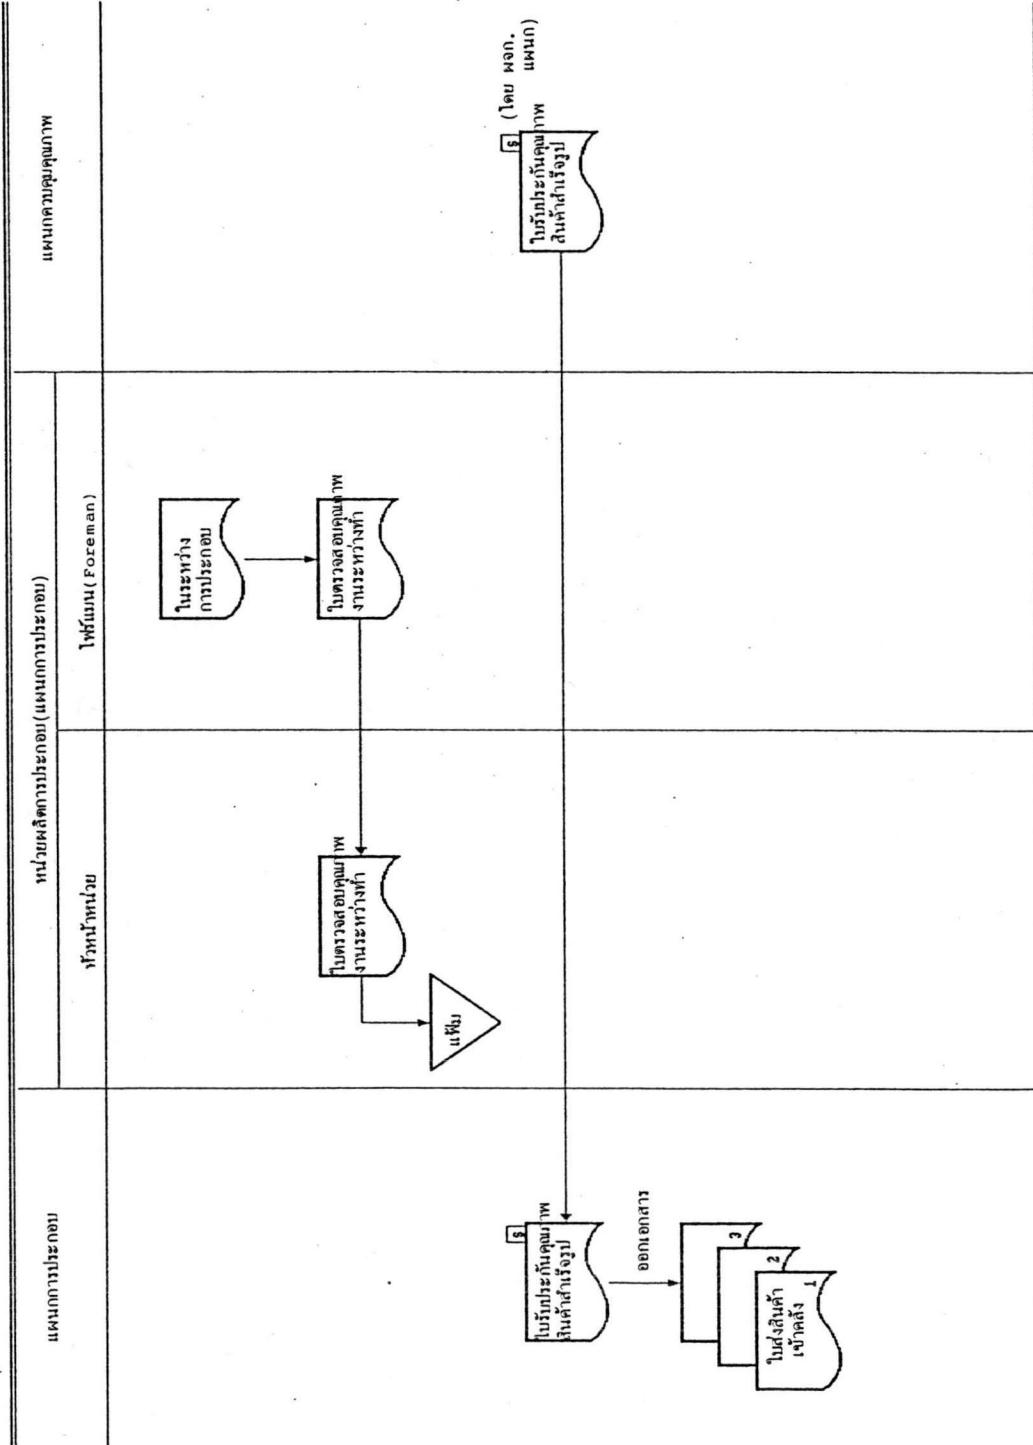 แผนกการประกอบ
หน่วยผลิตการประกอบ(แผนกการประกอบ)
แผนกควบคุมคุณภาพ
หัวหน้าหน่วย
โฟร์แมน(Foreman)
ในระหว่าง
การประกอบ
ใบตรวจสอบคุณภาพ
งานระหว่างทำ
ใบตรวจสอบคุณภาพ
งานระหว่างทำ
แฟ้ม
S
(โดย ผจก.
แผนก)
ใบรับประกันคุณภาพ
สินค้าสำเร็จรูป
S
ใบรับประกันคุณภาพ
สินค้าสำเร็จรูป
ออกเอกสาร
3
2
1
ใบส่งสินค้า
เข้าคลัง